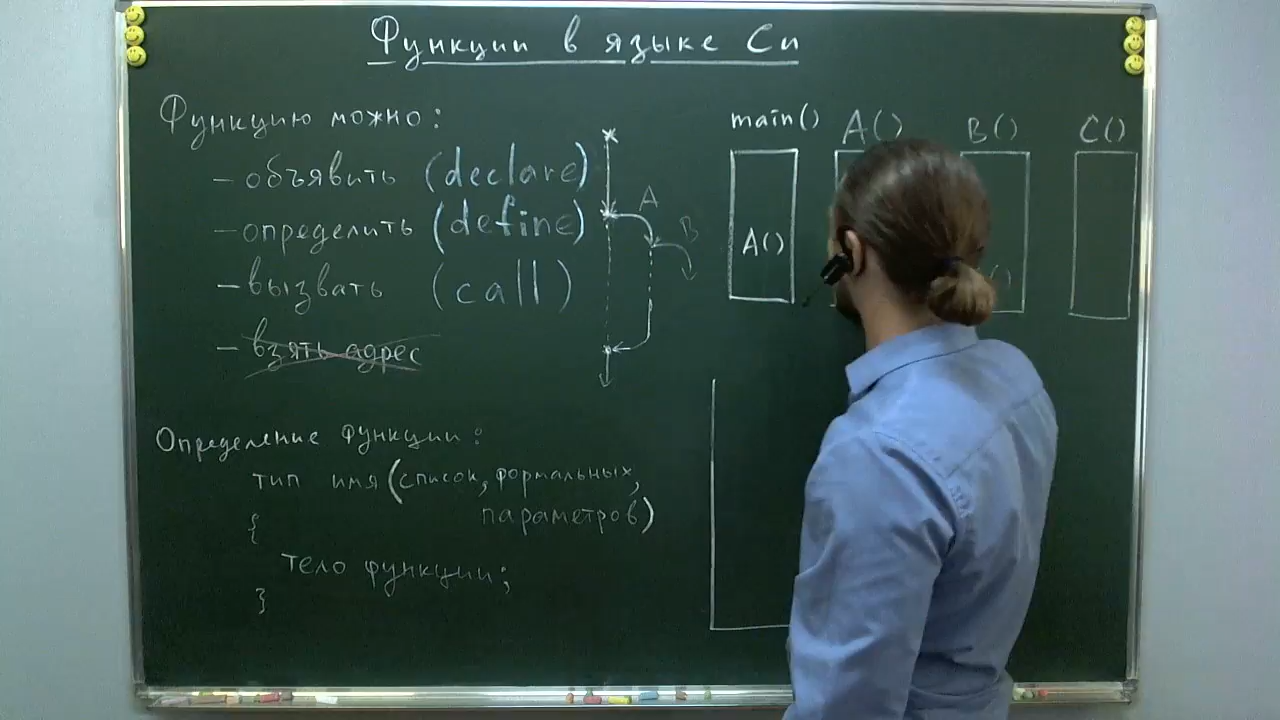 Функции в языке Си
Функцию можно:
– объявить (declare)
– определить (define)
– вызвать (call)
– взять адрес
A
B
main() A() B() C()
A()
Определение функции:
тип имя (список, формальных,
параметров)
{
тело функции;
}